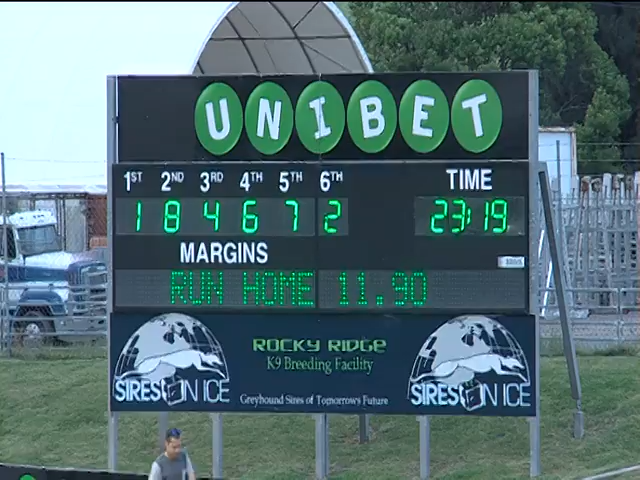 UNIBET
1ST 2ND 3RD 4TH 5TH 6TH TIME
1 8 4 6 7 2 23:19
MARGINS
RUN HOME 11.90
SIRES ON ICE
ROCKY RIDGE
K9 Breeding Facility
Greyhound Sires of Tomorrows Future
SIRES ON ICE